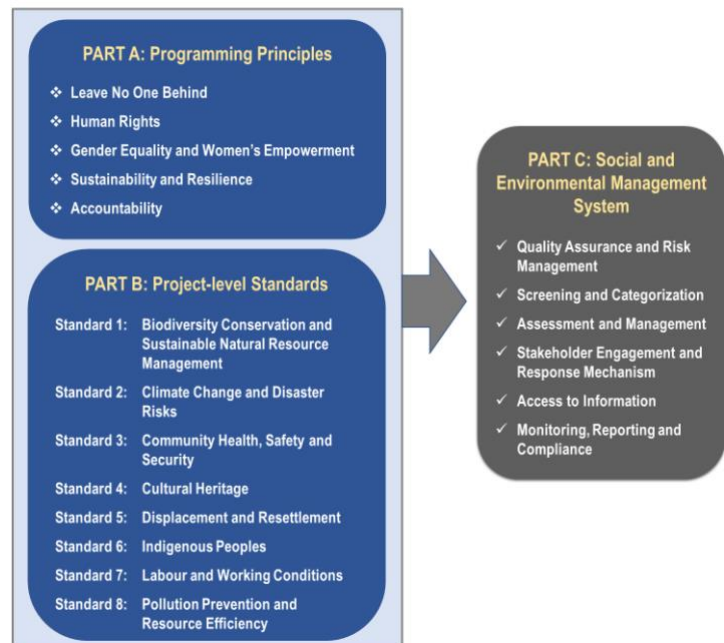 PART A: Programming Principles
❖ Leave No One Behind
❖ Human Rights
❖ Gender Equality and Women's Empowerment
❖ Sustainability and Resilience
❖ Accountability
PART B: Project-level Standards
Standard 1: Biodiversity Conservation and
Sustainable Natural Resource
Management
Standard 2: Climate Change and Disaster
Risks
Standard 3: Community Health, Safety and
Security
Standard 4: Cultural Heritage
Standard 5: Displacement and Resettlement
Standard 6: Indigenous Peoples
Standard 7: Labour and Working Conditions
Standard 8: Pollution Prevention and
Resource Efficiency
PART C: Social and
Environmental Management
System
✓ Quality Assurance and Risk
Management
✓ Screening and Categorization
✓ Assessment and Management
✓ Stakeholder Engagement and
Response Mechanism
✓ Access to Information
✓ Monitoring, Reporting and
Compliance